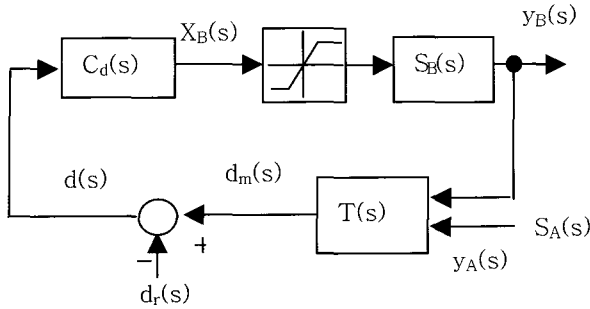 y_B(s)
X_B(s)
C_d(s)
S_B(s)
d(s)
d_m(s)
T(s)
S_A(s)
+
−
y_A(s)
d_r(s)